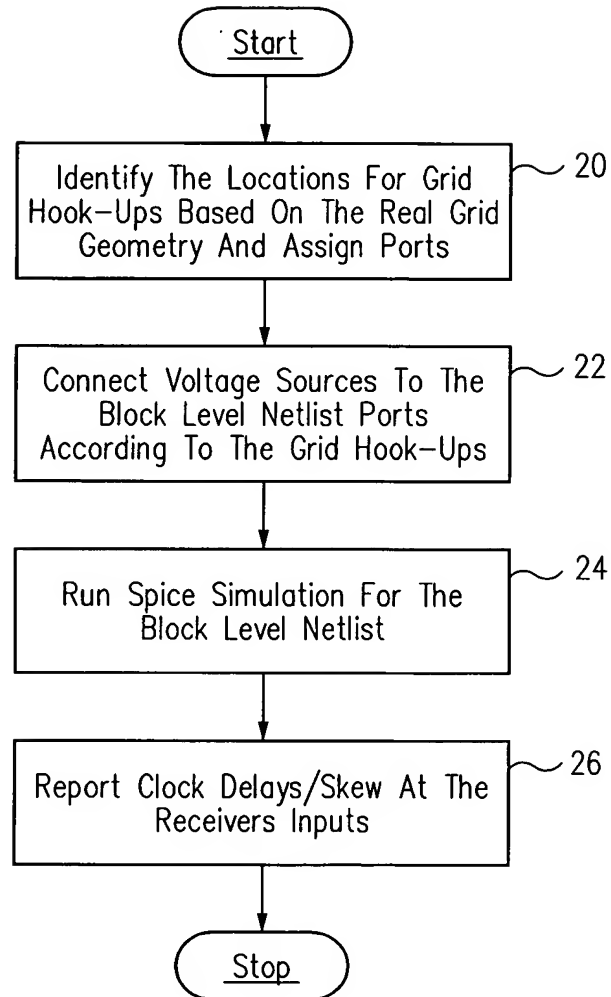 Start
Identify The Locations For Grid
Hook-Ups Based On The Real Grid
Geometry And Assign Ports
20
Connect Voltage Sources To The
Block Level Netlist Ports
According To The Grid Hook-Ups
22
Run Spice Simulation For The
Block Level Netlist
24
Report Clock Delays/Skew At The
Receivers Inputs
26
Stop